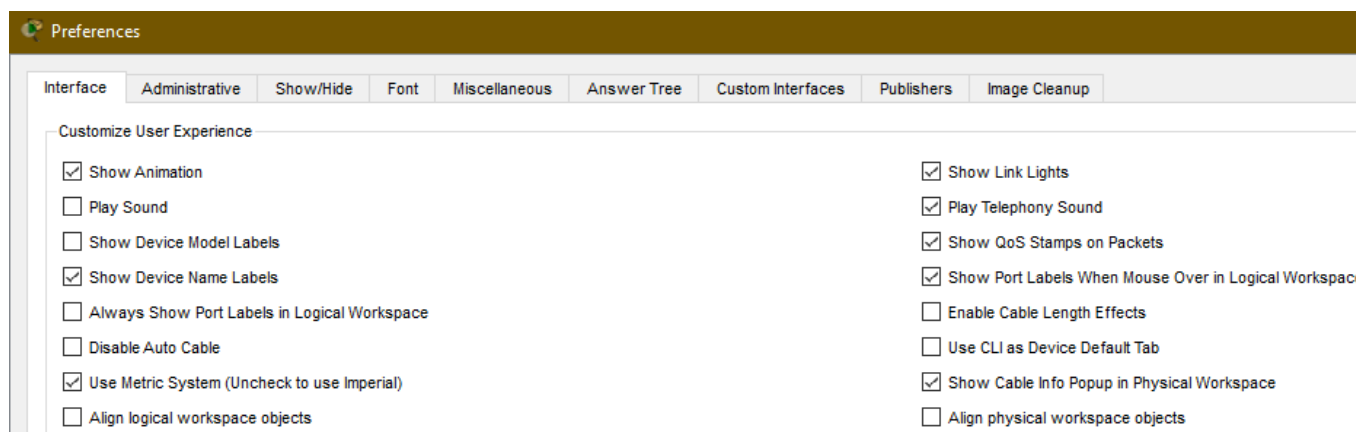 Preferences
Interface Administrative Show/Hide Font Miscellaneous Answer Tree Custom Interfaces Publishers Image Cleanup
Customize User Experience
Show Animation Show Link Lights
Play Sound Play Telephony Sound
Show Device Model Labels Show QoS Stamps on Packets
Show Device Name Labels Show Port Labels When Mouse Over in Logical Workspace
Always Show Port Labels in Logical Workspace Enable Cable Length Effects
Disable Auto Cable Use CLI as Device Default Tab
Use Metric System (Uncheck to use Imperial) Show Cable Info Popup in Physical Workspace
Align logical workspace objects Align physical workspace objects